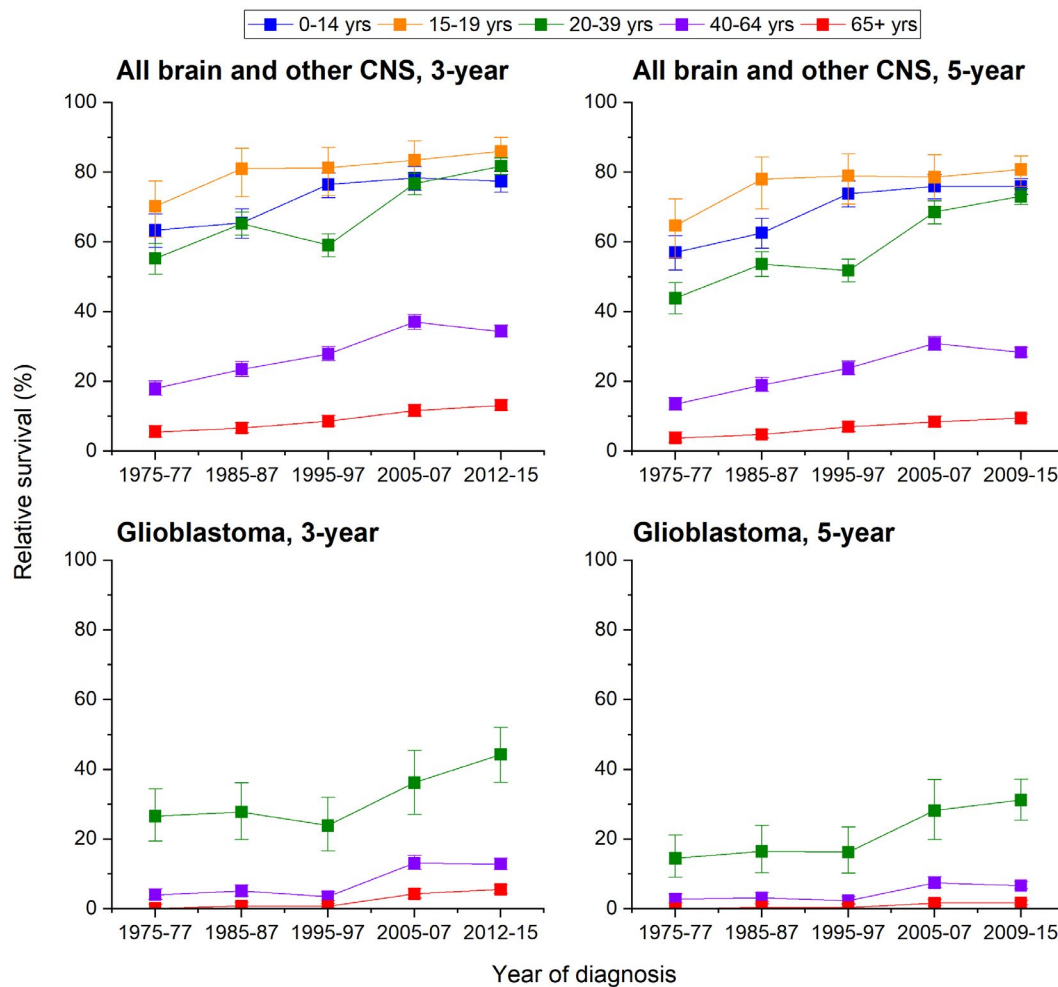 0-14 yrs 15-19 yrs 20-39 yrs 40-64 yrs 65+ yrs
All brain and other CNS, 3-year
100
80
60
40
20
0
1975-77 1985-87 1995-97 2005-07 2012-15
All brain and other CNS, 5-year
100
80
60
40
20
0
1975-77 1985-87 1995-97 2005-07 2009-15
Relative survival (%)
Glioblastoma, 3-year
100
80
60
40
20
0
1975-77 1985-87 1995-97 2005-07 2012-15
Glioblastoma, 5-year
100
80
60
40
20
0
1975-77 1985-87 1995-97 2005-07 2009-15
Year of diagnosis